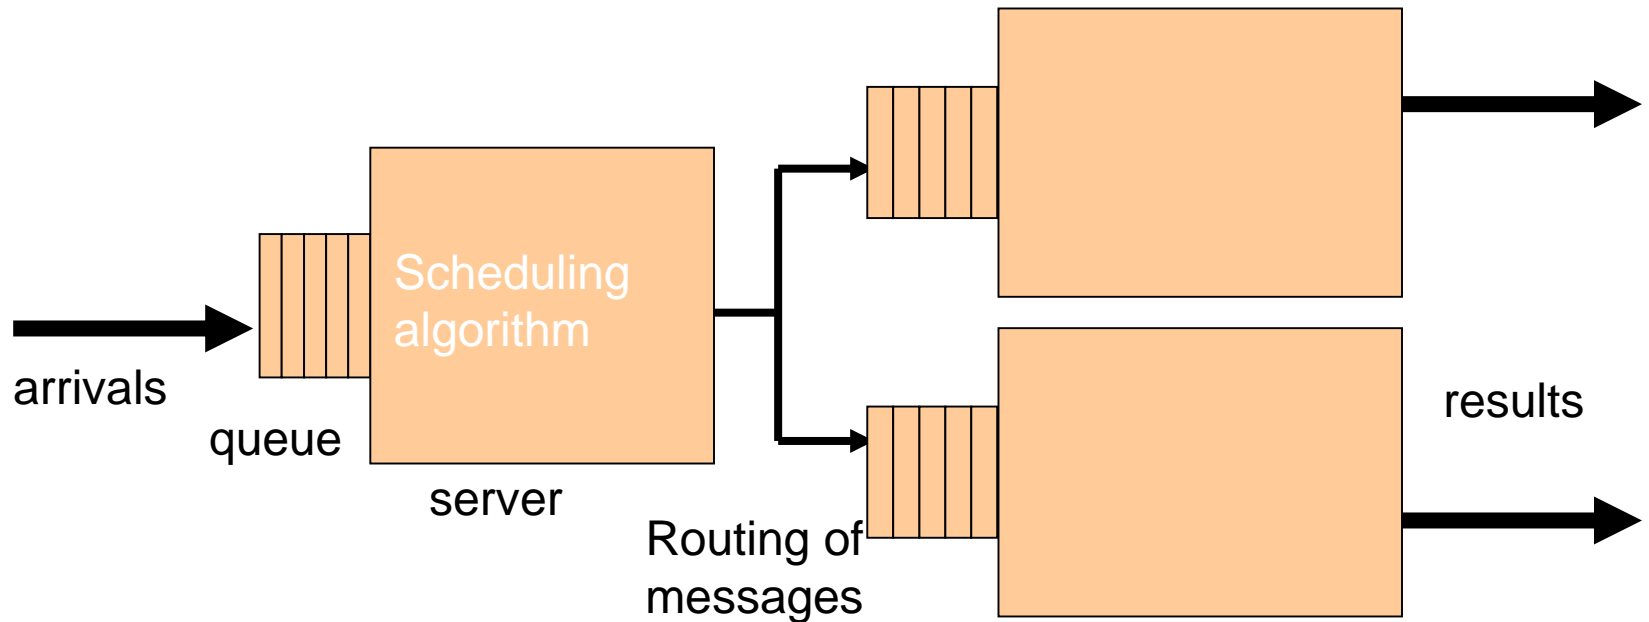 Scheduling
algorithm
arrivals
queue
server
Routing of
messages
results